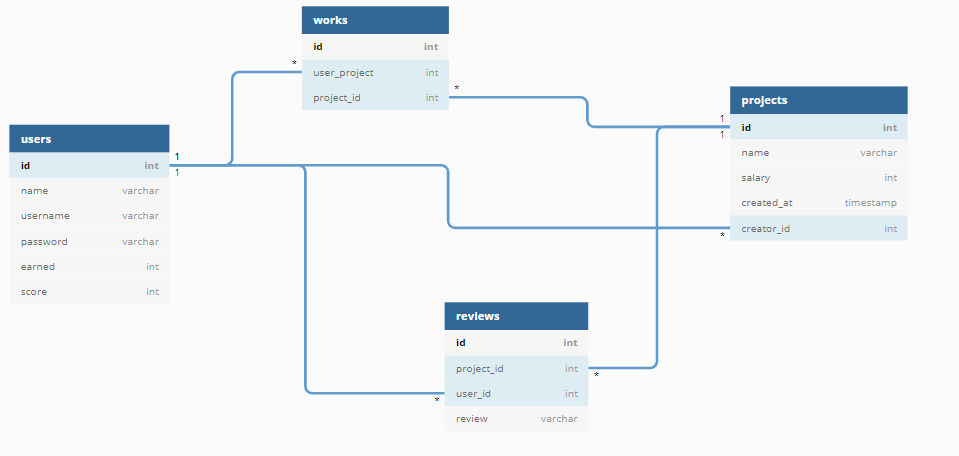 works
id int
* user_project int
project_id int *
projects
1 id int
1
name varchar
salary int
created_at timestamp
* creator_id int
users
id int 1
1
name varchar
username varchar
password varchar
earned int
score int
reviews
id int
project_id int *
* user_id int
review varchar